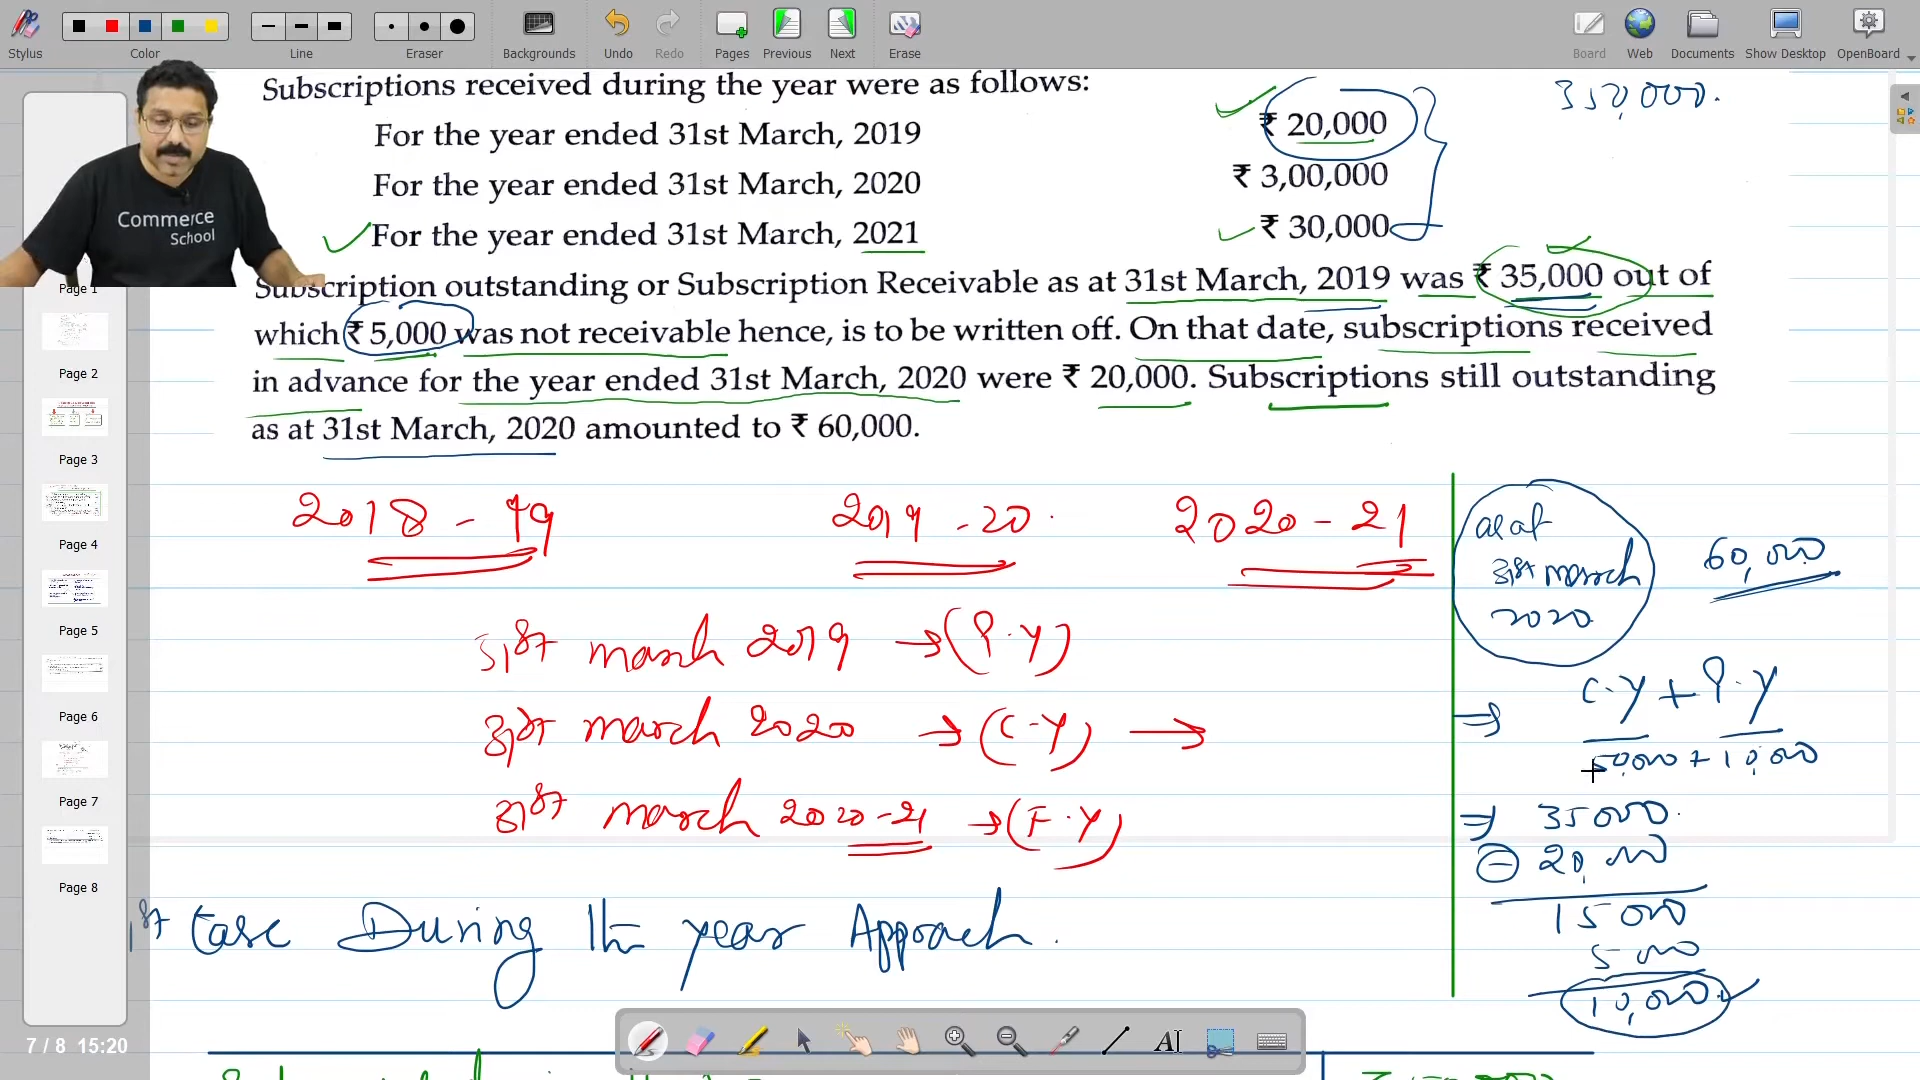 Stylus Color Line Eraser Backgrounds Undo Redo Pages Previous Next Erase Board Web Documents Show Desktop OpenBoard
Subscriptions received during the year were as follows:
350,000.
For the year ended 31st March, 2019 ₹ 20,000
For the year ended 31st March, 2020 ₹ 3,00,000
For the year ended 31st March, 2021 ₹ 30,000
Commerce
School
Subscription outstanding or Subscription Receivable as at 31st March, 2019 was ₹ 35,000 out of
which ₹ 5,000 was not receivable hence, is to be written off. On that date, subscriptions received
in advance for the year ended 31st March, 2020 were ₹ 20,000. Subscriptions still outstanding
as at 31st March, 2020 amounted to ₹ 60,000.
Page 1
Page 2
Page 3
Page 4
Page 5
Page 6
Page 7
Page 8
2018 - 19 2019 - 20 2020 - 21
31st march 2019 → (P.Y)
31st march 2020 → (C-Y) →
31st march 2020-21 → (F.Y)
as at
31st march
2020
60,000
⇒ C.Y + P.Y
50,000 + 10,000
⇒ 35000
(-) 20,000
15000
5000
10,000
1st Case During the year Approach.
7 / 8 15:20